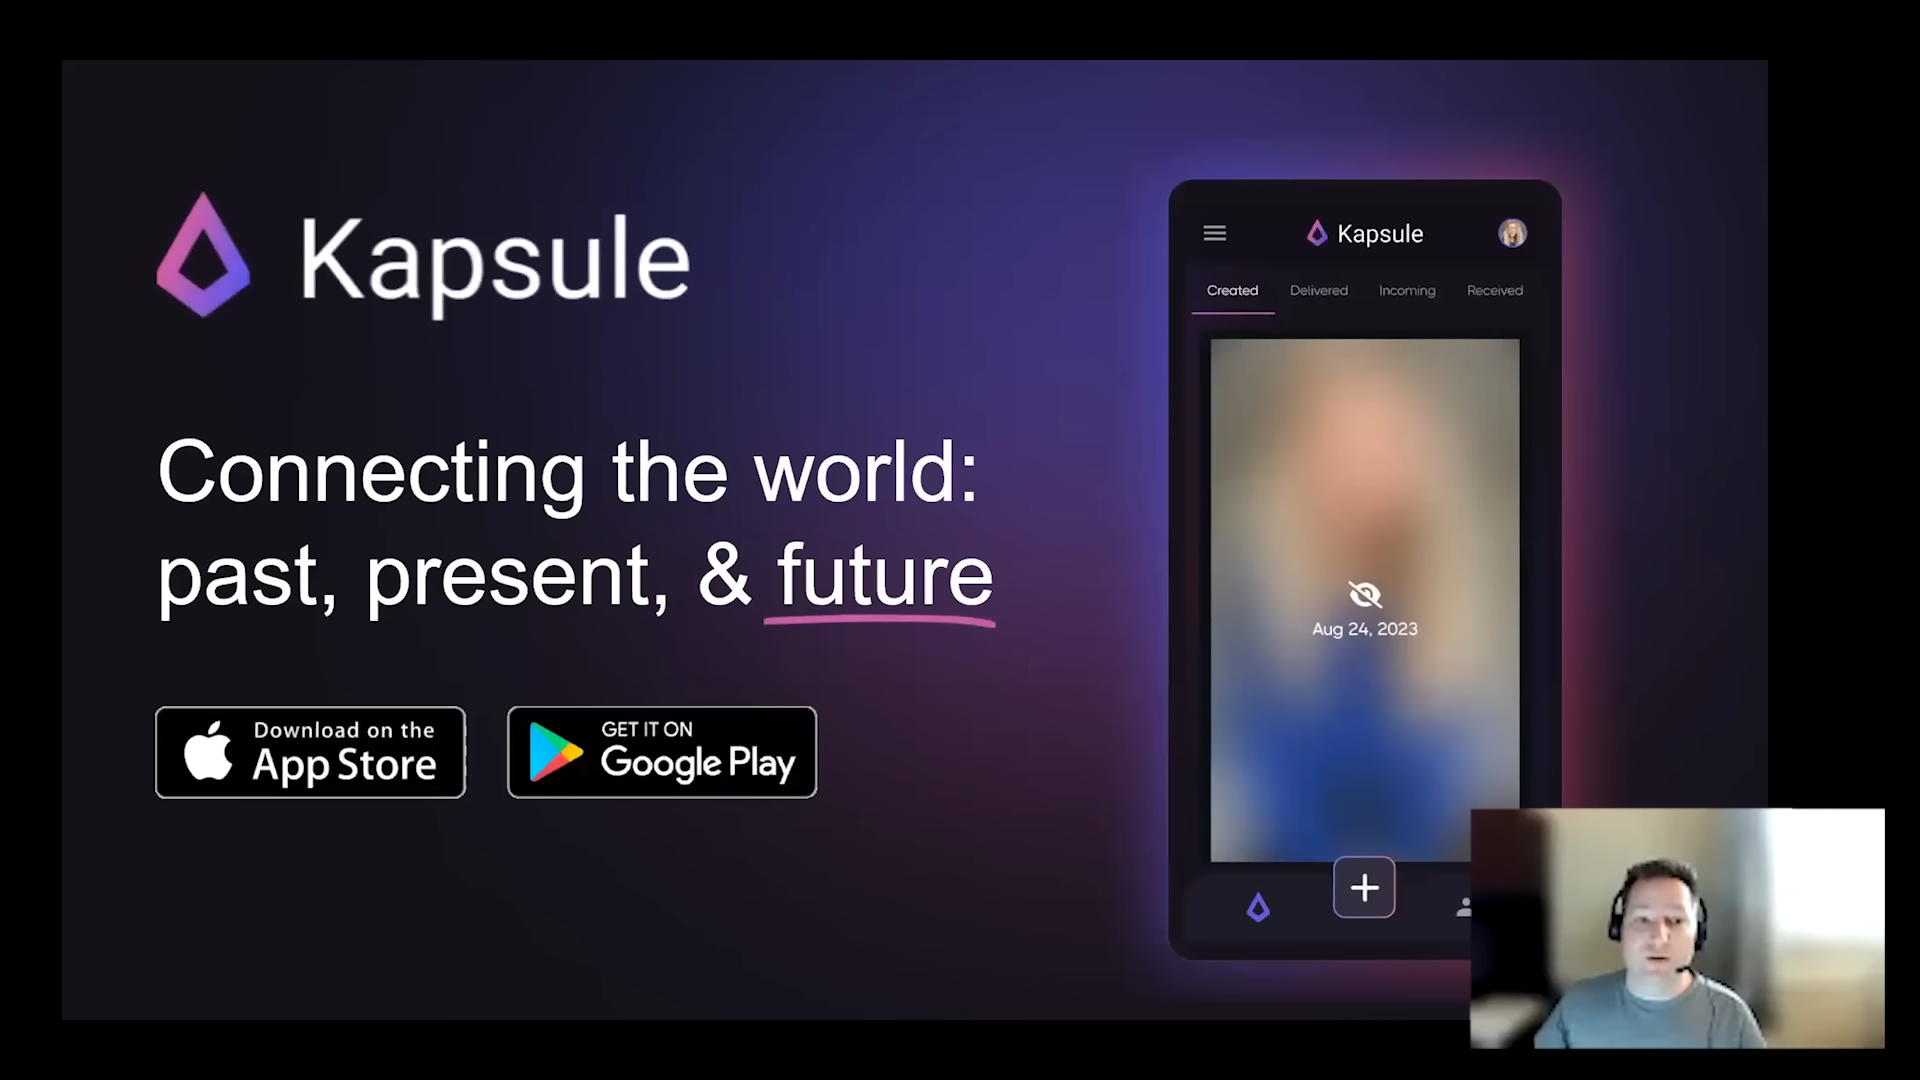 Kapsule
Connecting the world:
past, present, & future
Download on the
App Store
GET IT ON
Google Play
Kapsule
Created Delivered Incoming Received
Aug 24, 2023